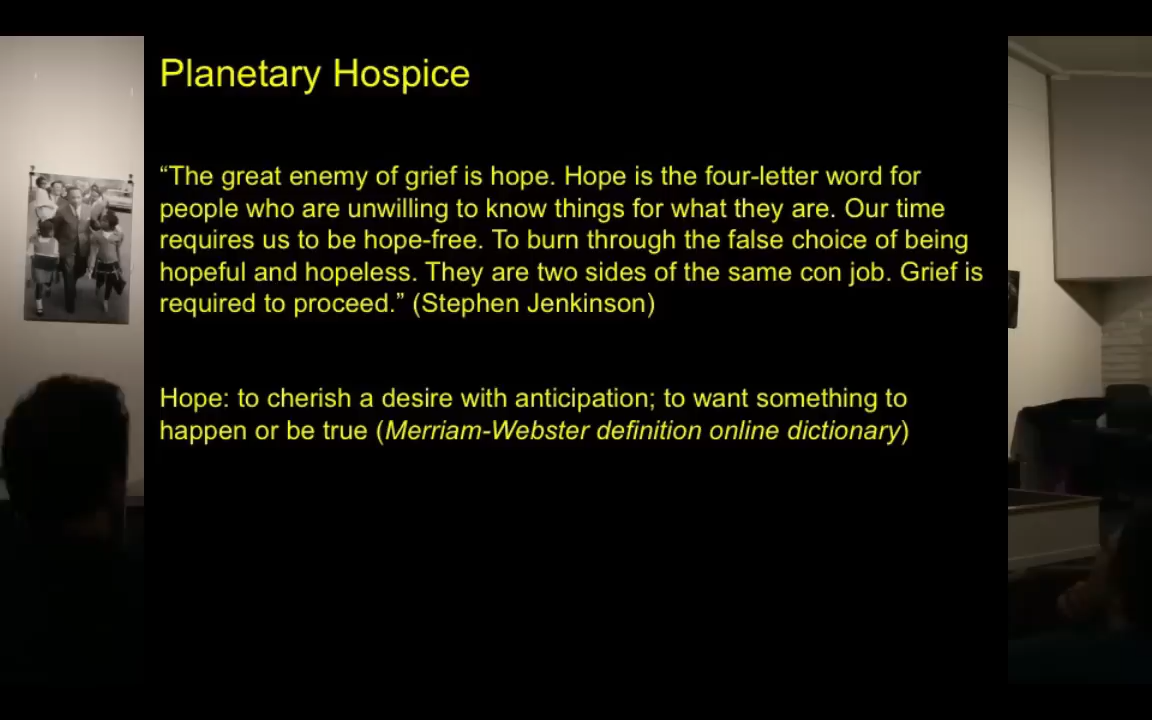 Planetary Hospice
“The great enemy of grief is hope. Hope is the four-letter word for
people who are unwilling to know things for what they are. Our time
requires us to be hope-free. To burn through the false choice of being
hopeful and hopeless. They are two sides of the same con job. Grief is
required to proceed.” (Stephen Jenkinson)
Hope: to cherish a desire with anticipation; to want something to
happen or be true (Merriam-Webster definition online dictionary)